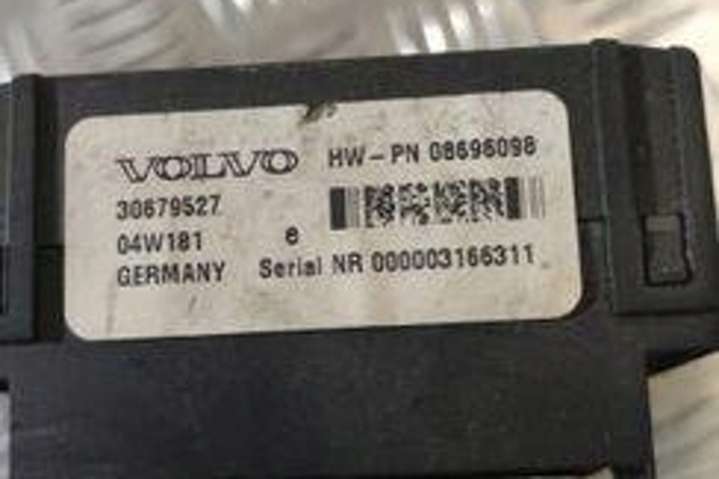 VOLVO HW-PN 08696098
30679527
04W181 e
GERMANY Serial NR 000003166311